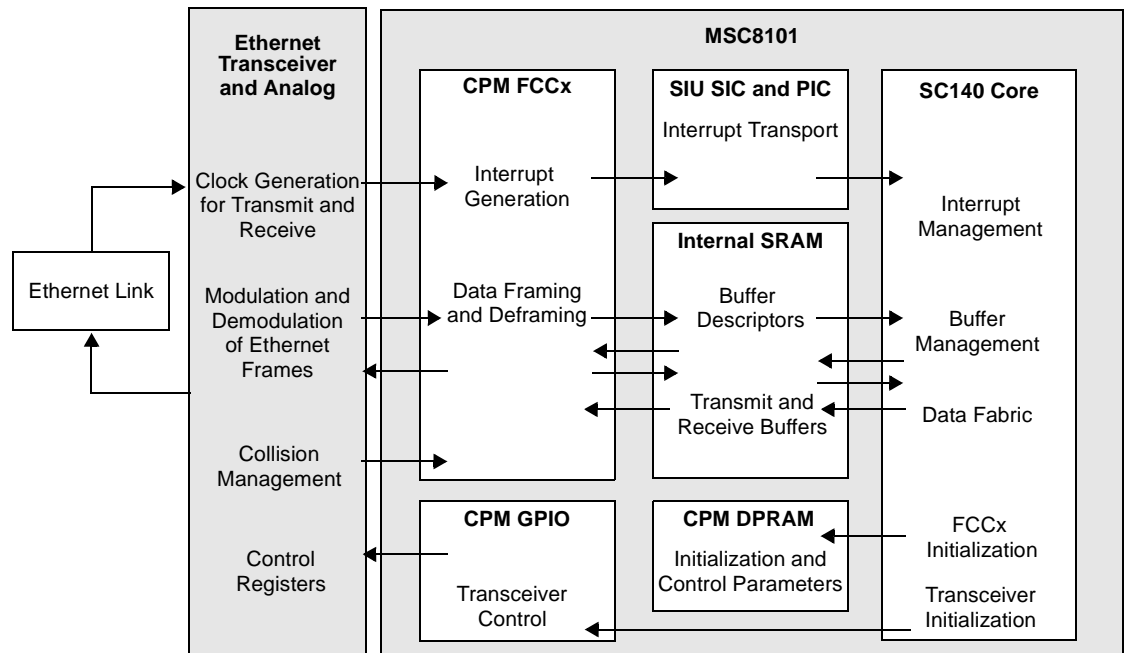 Ethernet
Transceiver
and Analog
Clock Generation
for Transmit and
Receive
Modulation and
Demodulation
of Ethernet
Frames
Collision
Management
Control
Registers
Ethernet Link
MSC8101
CPM FCCx
Interrupt
Generation
Data Framing
and Deframing
SIU SIC and PIC
Interrupt Transport
Internal SRAM
Buffer
Descriptors
Transmit and
Receive Buffers
SC140 Core
Interrupt
Management
Buffer
Management
Data Fabric
FCCx
Initialization
Transceiver
Initialization
CPM GPIO
Transceiver
Control
CPM DPRAM
Initialization and
Control Parameters